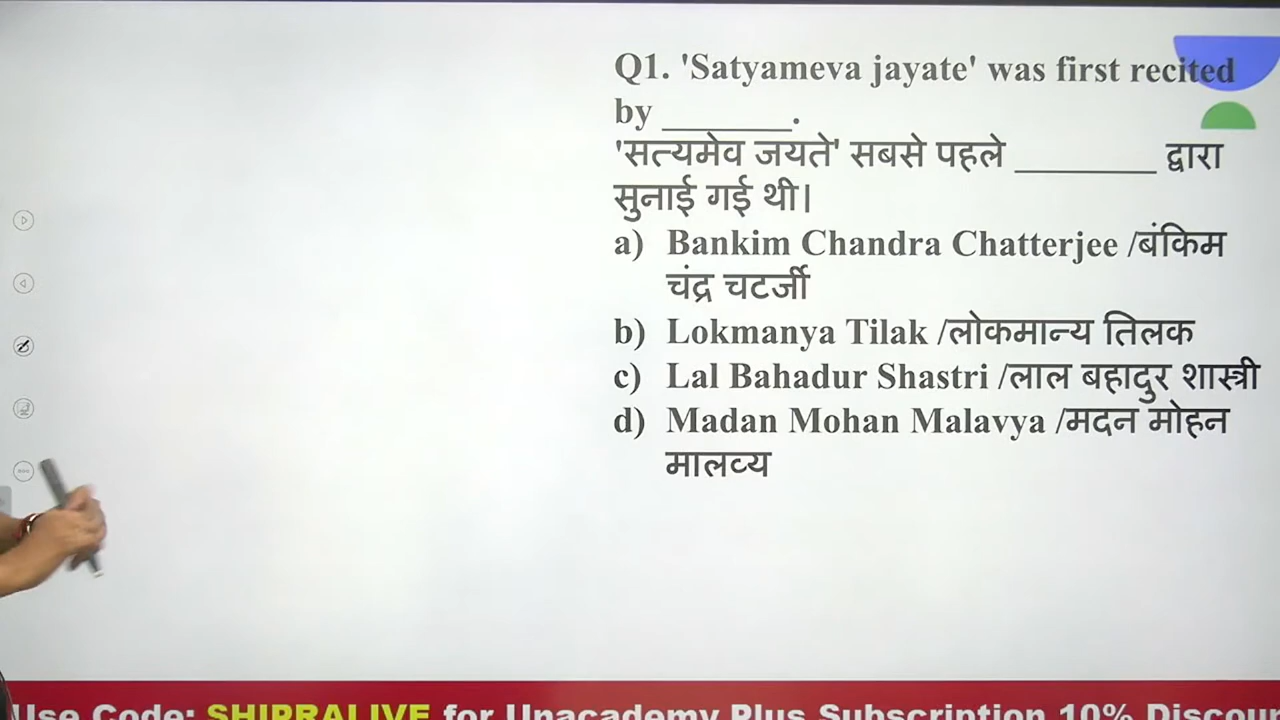 Q1. 'Satyameva jayate' was first recited
by _______.
'सत्यमेव जयते' सबसे पहले ________ द्वारा
सुनाई गई थी।
a) Bankim Chandra Chatterjee /बंकिम
चंद्र चटर्जी
b) Lokmanya Tilak /लोकमान्य तिलक
c) Lal Bahadur Shastri /लाल बहादुर शास्त्री
d) Madan Mohan Malavya /मदन मोहन
मालव्य
Use Code: SHIPRALIVE for Unacademy Plus Subscription 10% Discou